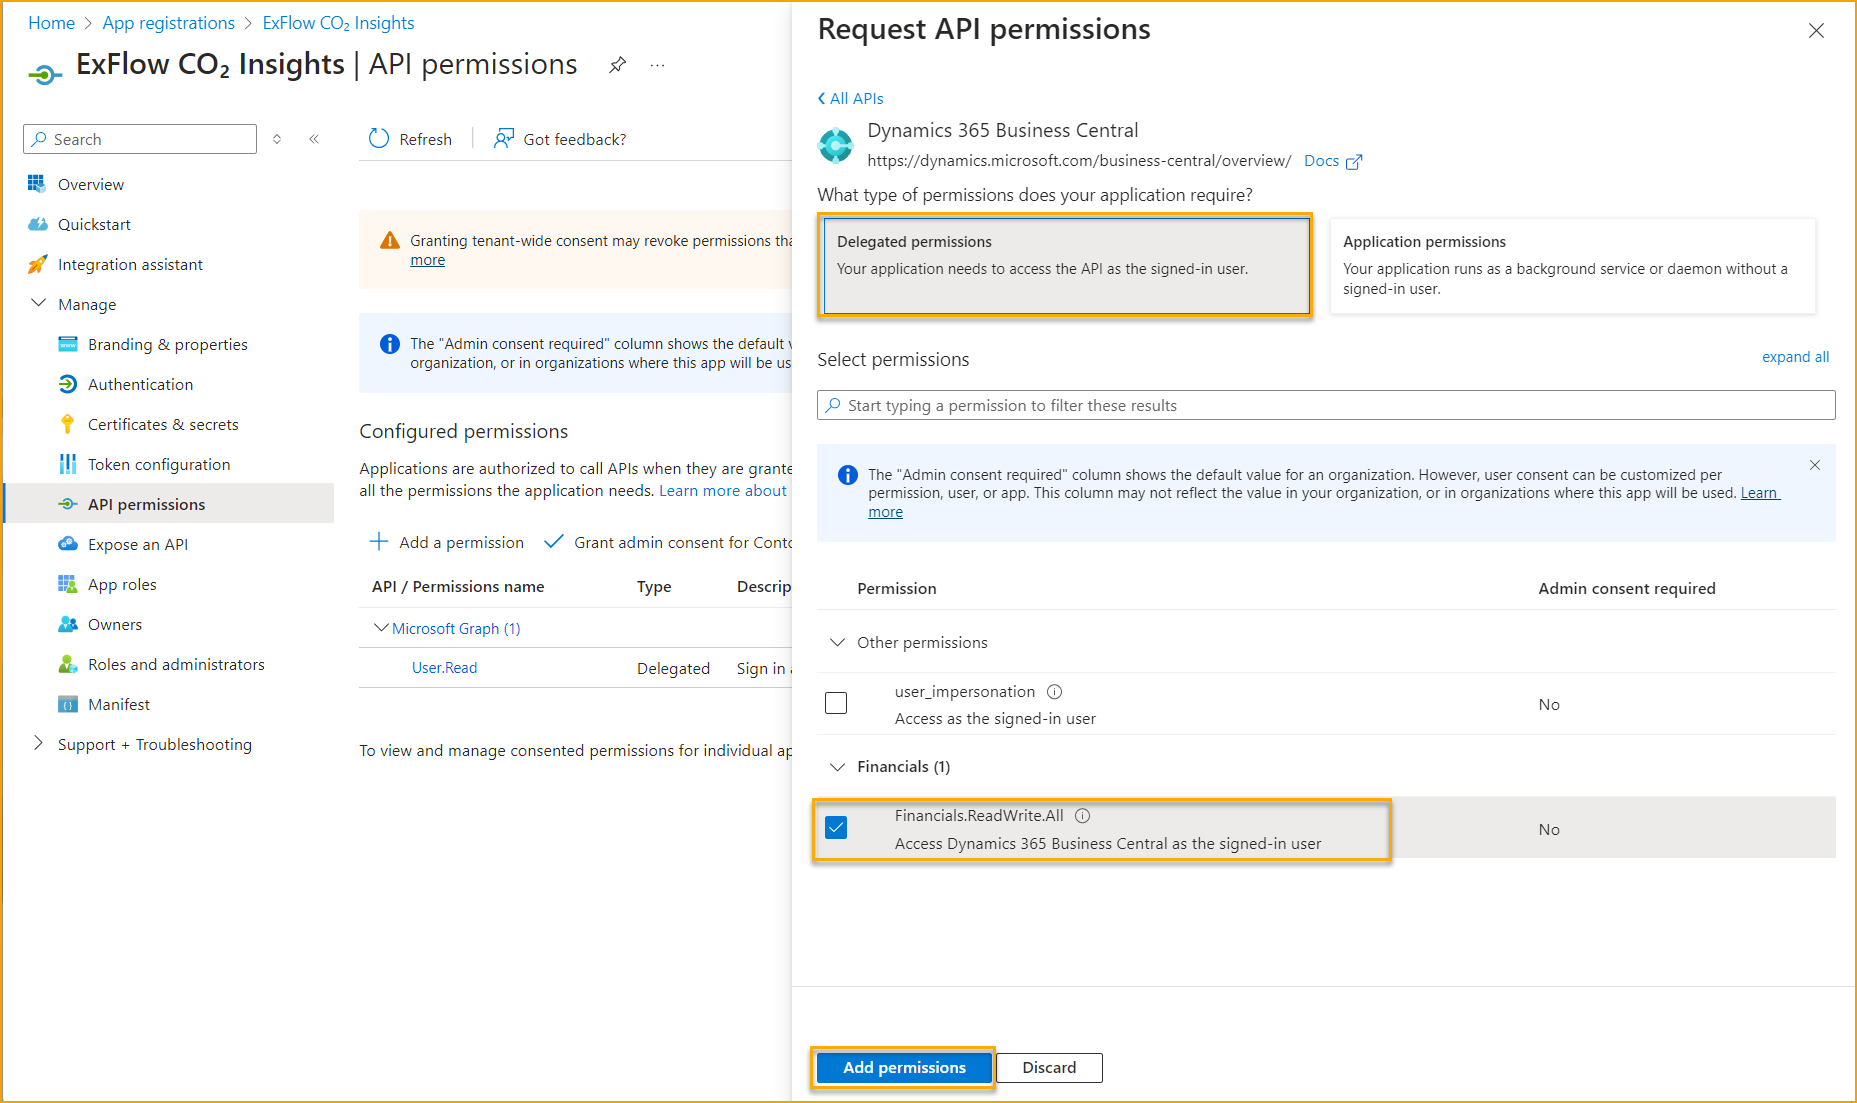 Home > App registrations > ExFlow CO₂ Insights
ExFlow CO₂ Insights | API permissions
Search
Overview
Quickstart
Integration assistant
Manage
Branding & properties
Authentication
Certificates & secrets
Token configuration
API permissions
Expose an API
App roles
Owners
Roles and administrators
Manifest
Support + Troubleshooting
Refresh
Got feedback?
Granting tenant-wide consent may revoke permissions
more
The "Admin consent required" column shows the default
organization, or in organizations where this app will be us
Configured permissions
Applications are authorized to call APIs when they are grante
all the permissions the application needs. Learn more about
Add a permission
Grant admin consent for
API / Permissions name Type Descrip
Microsoft Graph (1)
User.Read Delegated Sign in
To view and manage consented permissions for individual ap
Request API permissions
All APIs
Dynamics 365 Business Central
https://dynamics.microsoft.com/business-central/overview/ Docs
What type of permissions does your application require?
Delegated permissions
Your application needs to access the API as the signed-in user.
Application permissions
Your application runs as a background service or daemon without a
signed-in user.
Select permissions
expand all
Start typing a permission to filter these results
The "Admin consent required" column shows the default value for an organization. However, user consent can be customized per
permission, user, or app. This column may not reflect the value in your organization, or in organizations where this app will be used. Learn
more
Permission Admin consent required
Other permissions
user_impersonation
Access as the signed-in user
No
Financials (1)
Financials.ReadWrite.All
Access Dynamics 365 Business Central as the signed-in user
No
Add permissions
Discard